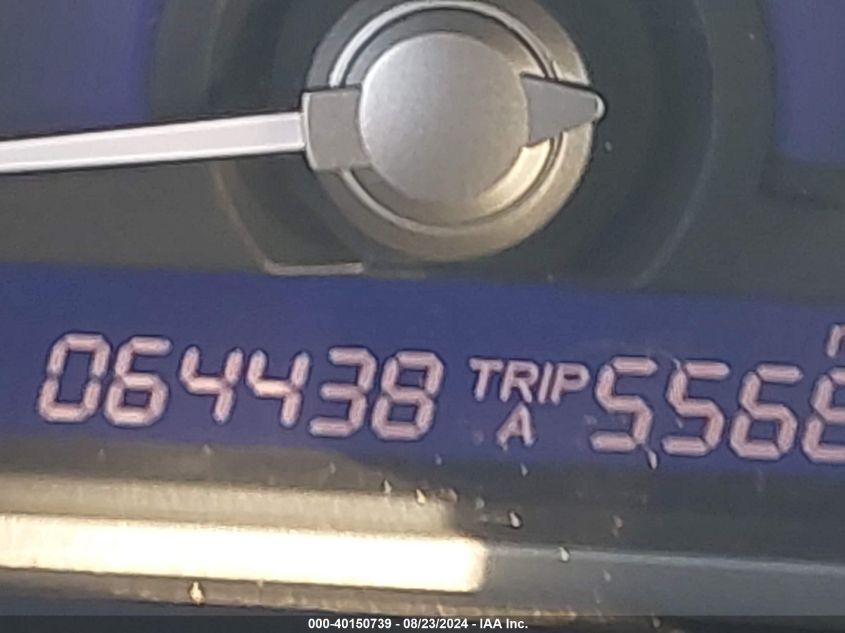 064438 TRIP A 556
000-40150739 - 08/23/2024 - IAA Inc.